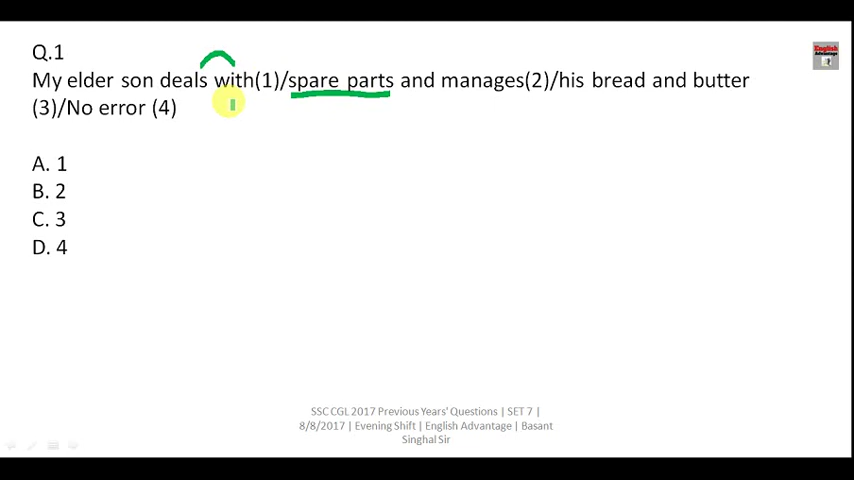 Q.1
My elder son deals with(1)/spare parts and manages(2)/his bread and butter
(3)/No error (4)
A. 1
B. 2
C. 3
D. 4
English
Advantage
SSC CGL 2017 Previous Years' Questions | SET 7 |
8/8/2017 | Evening Shift | English Advantage | Basant
Singhal Sir